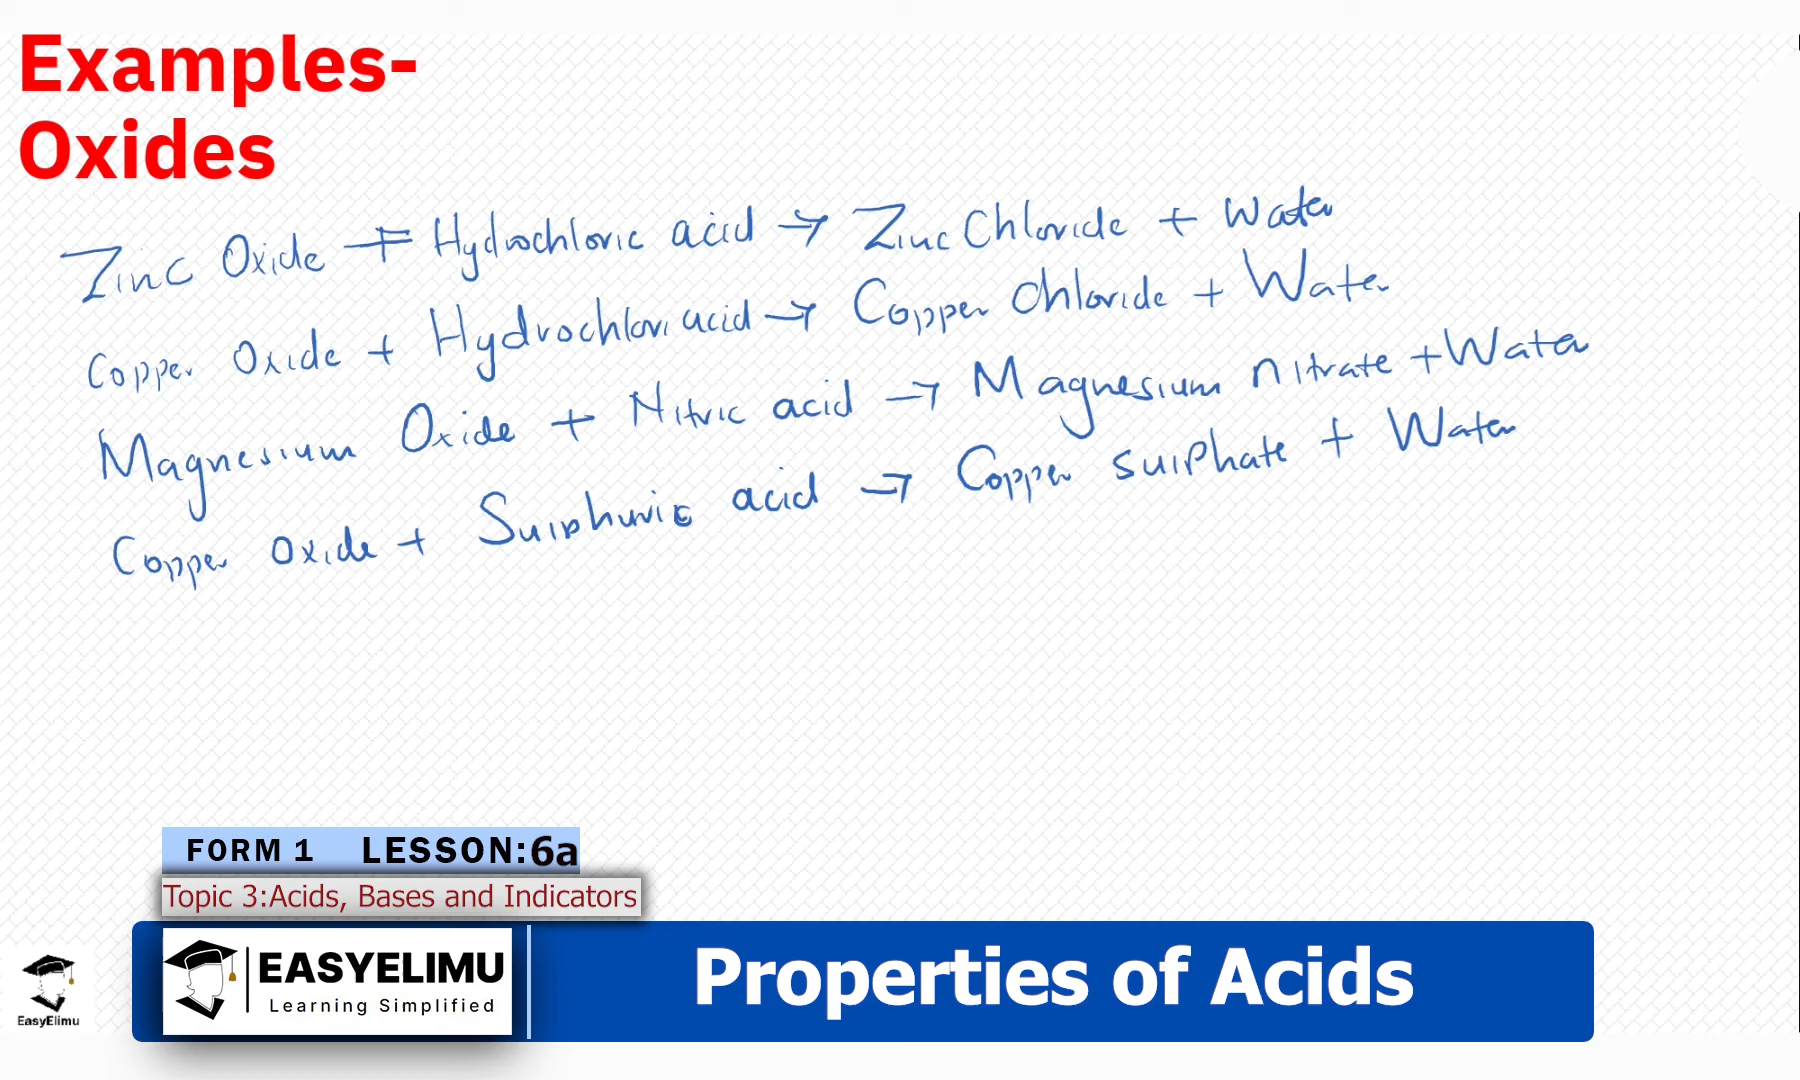 Examples-
Oxides
Zinc Oxide + Hydrochloric acid → Zinc Chloride + Water
Copper Oxide + Hydrochlori acid → Copper Chloride + Water
Magnesium Oxide + Nitric acid → Magnesium nitrate + Water
Copper Oxide + Sulphuric acid → Copper sulphate + Water
FORM 1 LESSON:6a
Topic 3:Acids, Bases and Indicators
EASYELIMU
Learning Simplified
Properties of Acids
EasyElimu